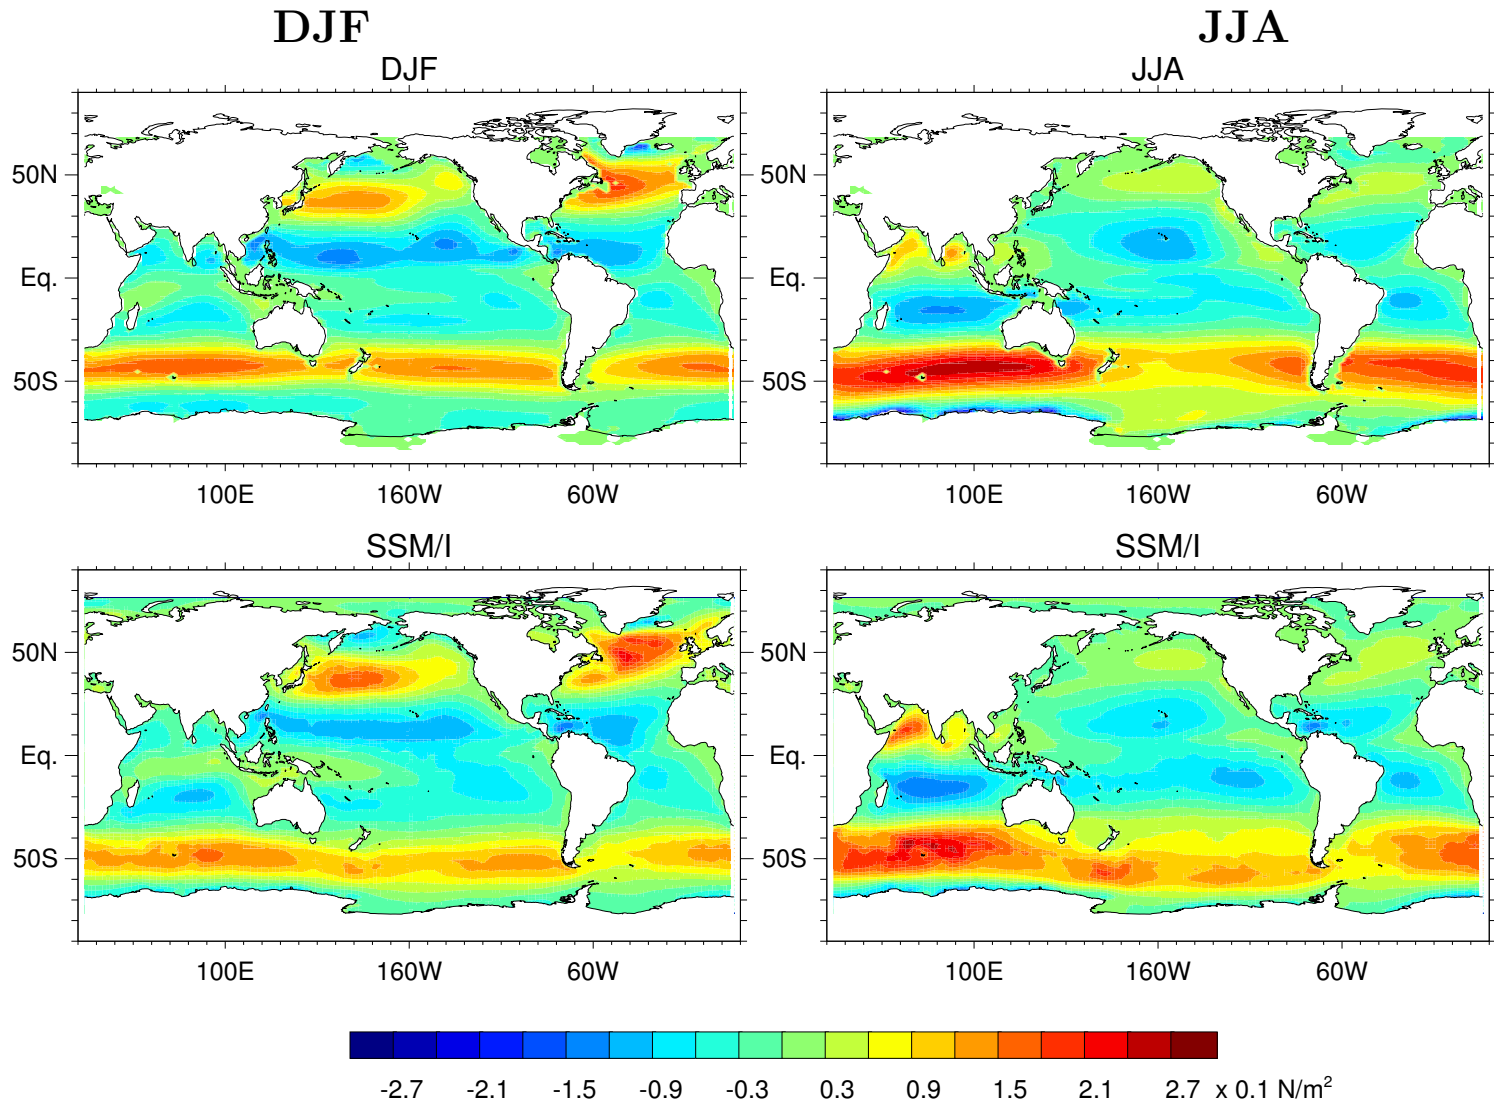 DJF JJA
DJF JJA
50N 50N
Eq. Eq.
50S 50S
100E 160W 60W 100E 160W 60W
SSM/I SSM/I
50N 50N
Eq. Eq.
50S 50S
100E 160W 60W 100E 160W 60W
-2.7 -2.1 -1.5 -0.9 -0.3 0.3 0.9 1.5 2.1 2.7 x 0.1 N/m²